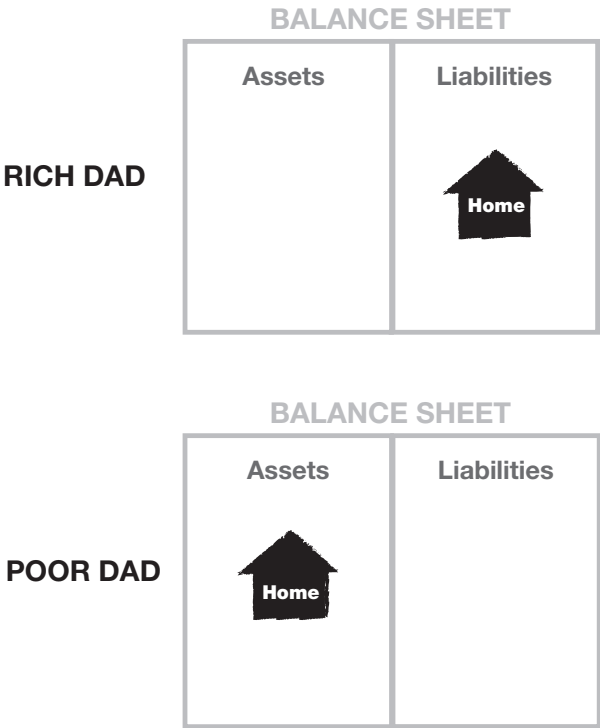 BALANCE SHEET
Assets Liabilities
RICH DAD
Home
BALANCE SHEET
Assets Liabilities
POOR DAD
Home